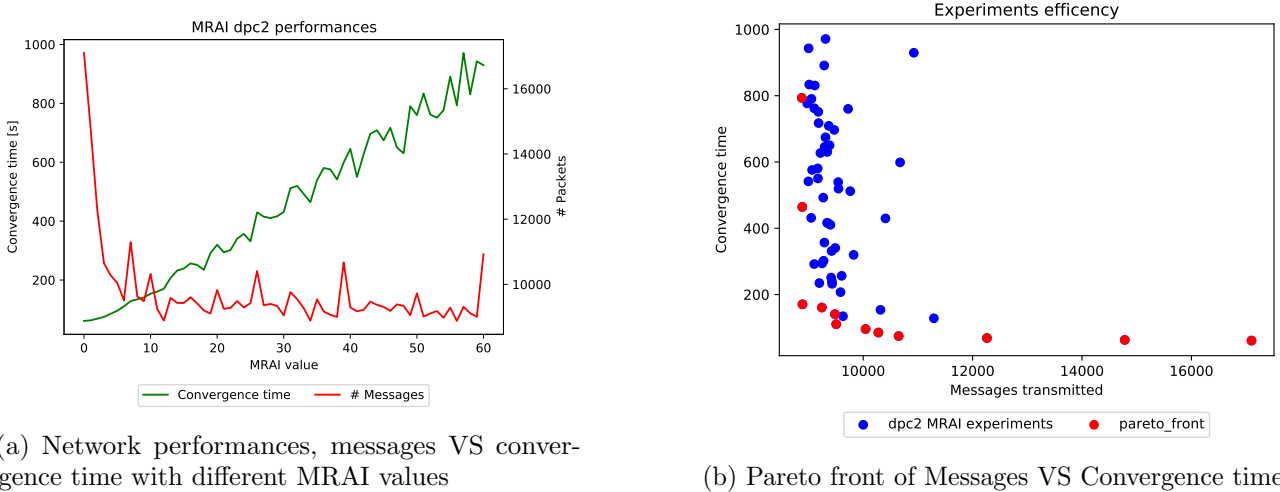 MRAI dpc2 performances
1000
800
600
400
200
Convergence time [s]
16000
14000
12000
10000
# Packets
0 10 20 30 40 50 60
MRAI value
Convergence time # Messages
(a) Network performances, messages VS conver-
gence time with different MRAI values
Experiments efficency
1000
800
600
400
200
Convergence time
10000 12000 14000 16000
Messages transmitted
dpc2 MRAI experiments pareto_front
(b) Pareto front of Messages VS Convergence time